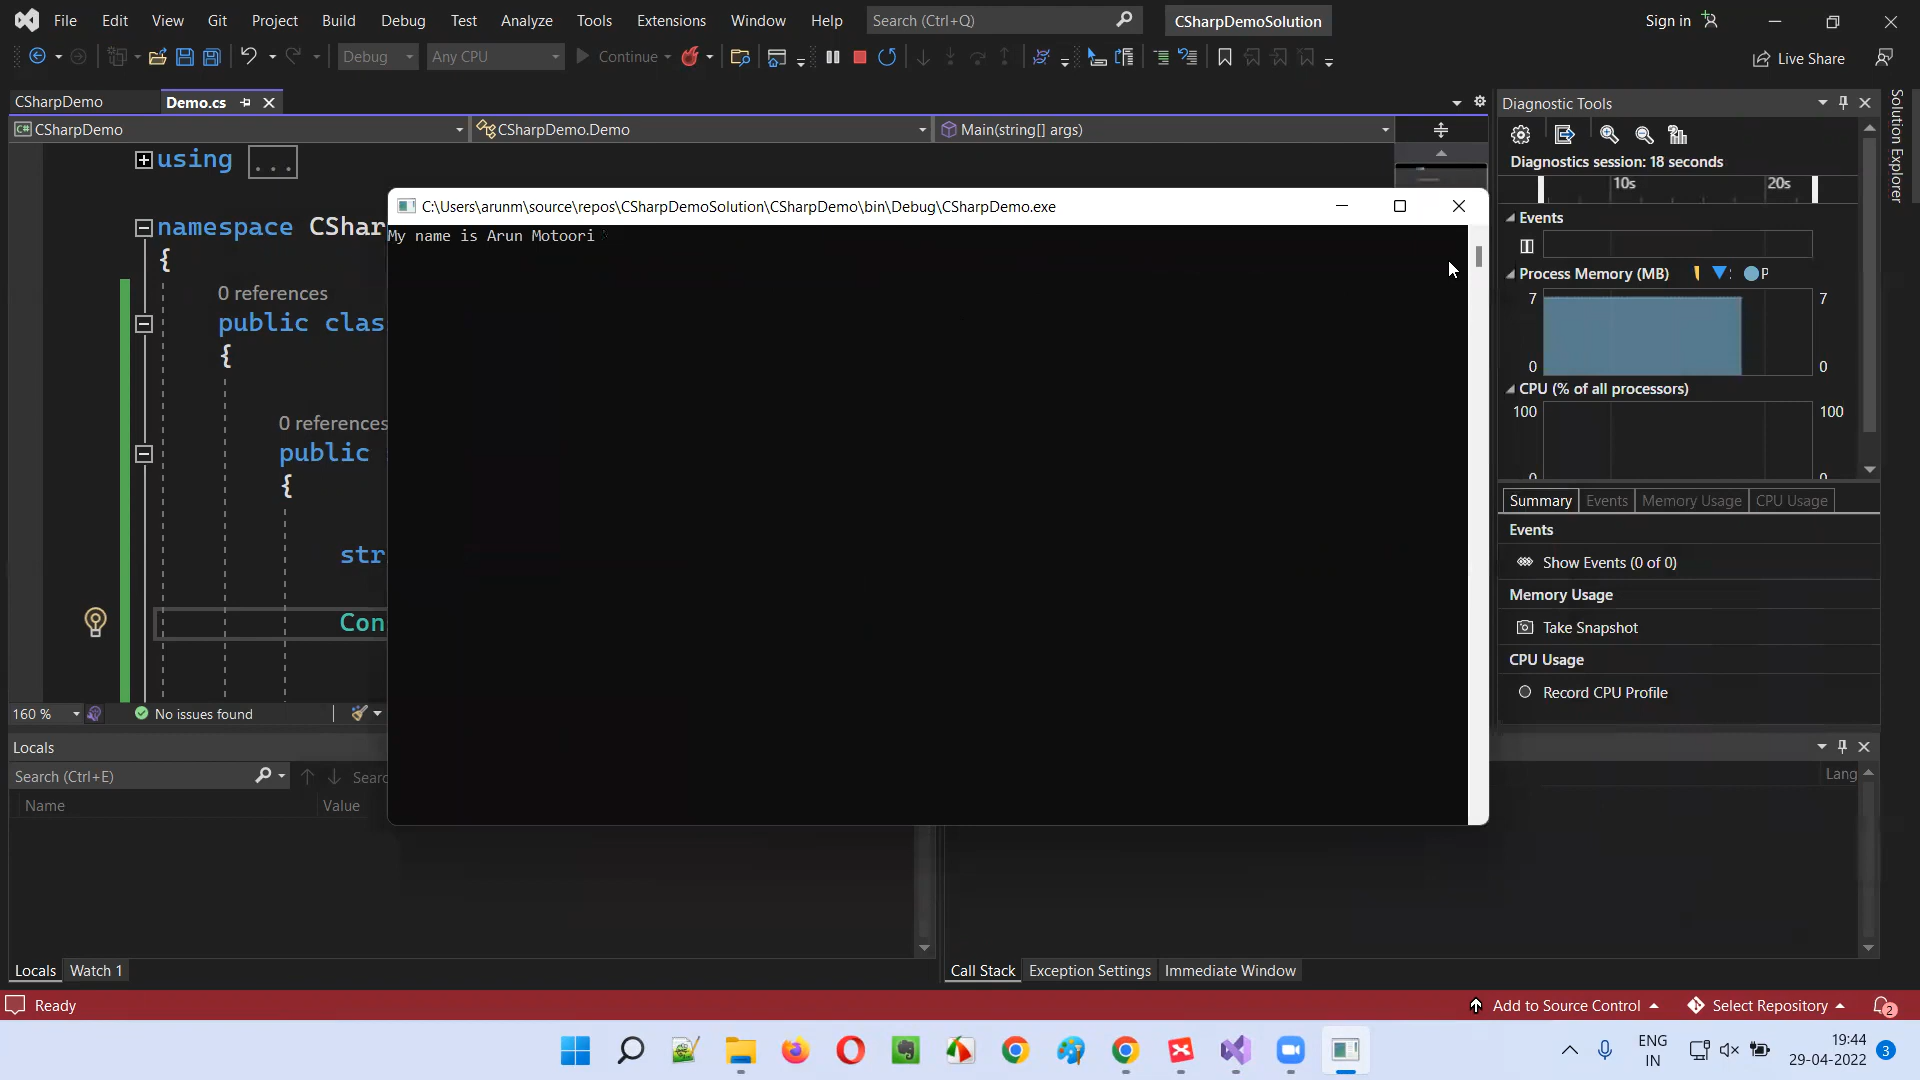 File Edit View Git Project Build Debug Test Analyze Tools Extensions Window Help Search (Ctrl+Q) CSharpDemoSolution Sign in
Debug Any CPU Continue Live Share
CSharpDemo Demo.cs
C# CSharpDemo CSharpDemo.Demo Main(string[] args)
using ...
namespace CShar
{
0 references
public clas
{
0 references
public
{
str
Con
160 % No issues found
C:\Users\arunm\source\repos\CSharpDemoSolution\CSharpDemo\bin\Debug\CSharpDemo.exe
My name is Arun Motoori
Diagnostic Tools
Diagnostics session: 18 seconds
10s 20s
Events
Process Memory (MB) P
7 7
0 0
CPU (% of all processors)
100 100
0 0
Summary Events Memory Usage CPU Usage
Events
Show Events (0 of 0)
Memory Usage
Take Snapshot
CPU Usage
Record CPU Profile
Solution Explorer
Locals
Search (Ctrl+E) Searc
Name Value
Lang
Locals Watch 1
Call Stack Exception Settings Immediate Window
Ready Add to Source Control Select Repository 2
ENG
IN
19:44
29-04-2022
3